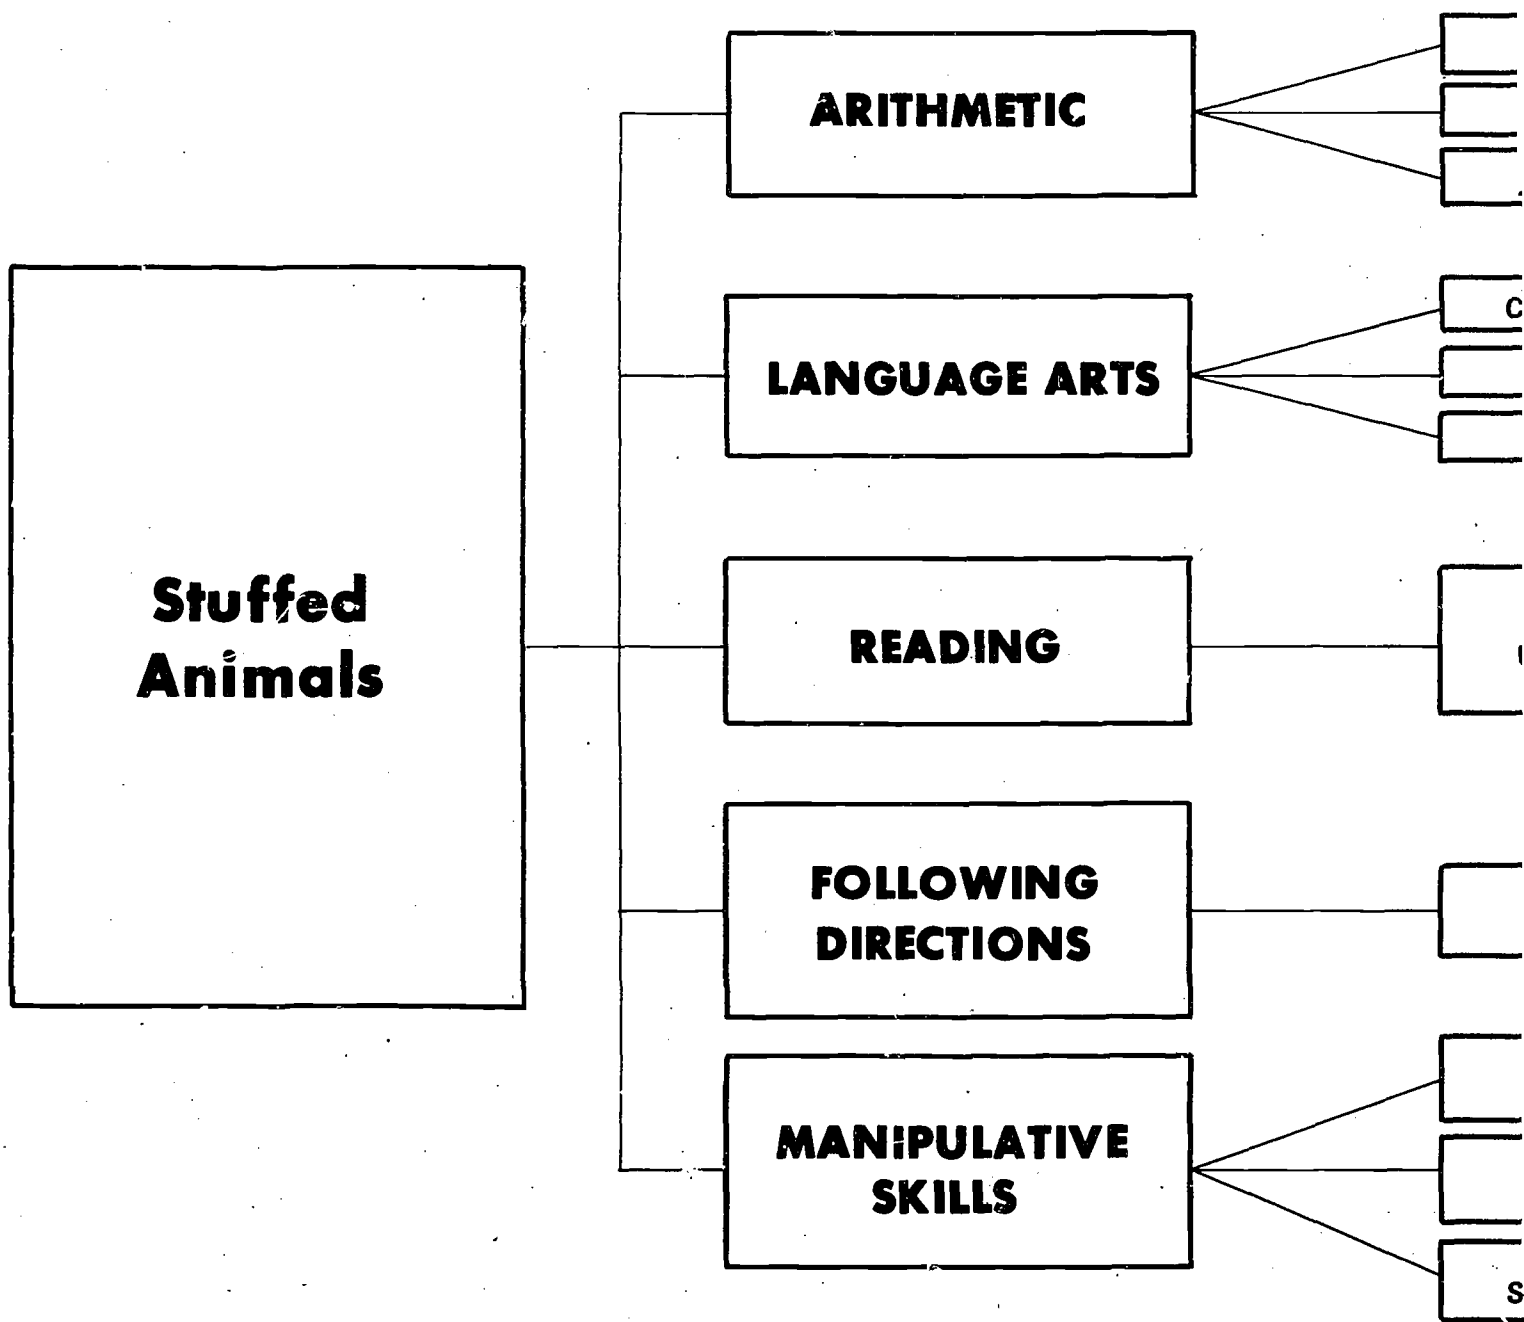 ARITHMETIC
LANGUAGE ARTS
Stuffed
Animals
READING
FOLLOWING
DIRECTIONS
MANIPULATIVE
SKILLS